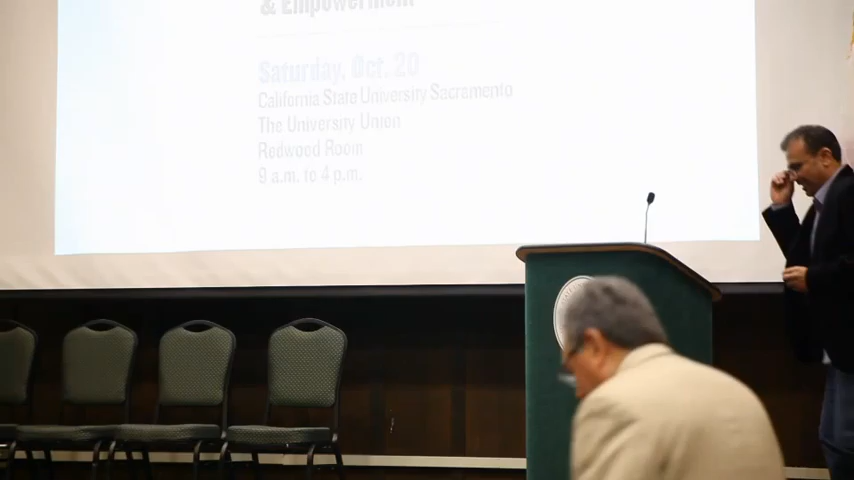 & Empowerment
Saturday, Oct. 20
California State University Sacramento
The University Union
Redwood Room
9 a.m. to 4 p.m.